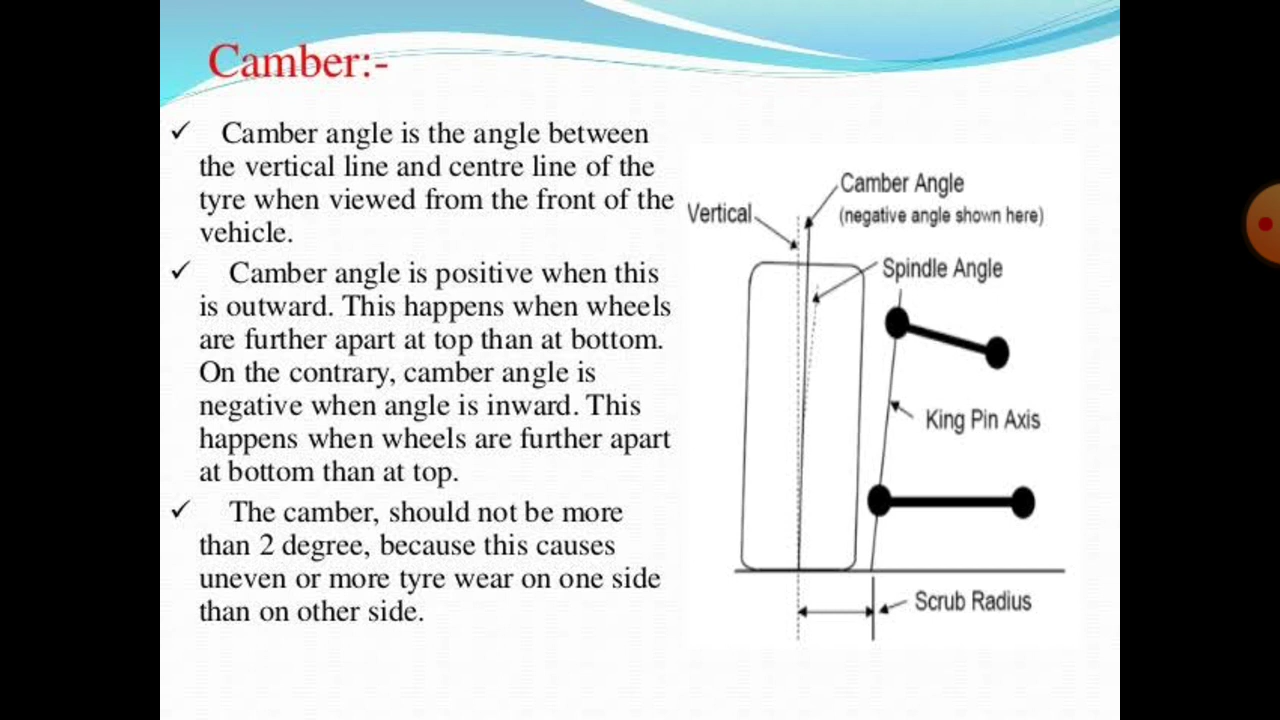 Camber:-
✓ Camber angle is the angle between
the vertical line and centre line of the
tyre when viewed from the front of the
vehicle.
✓ Camber angle is positive when this
is outward. This happens when wheels
are further apart at top than at bottom.
On the contrary, camber angle is
negative when angle is inward. This
happens when wheels are further apart
at bottom than at top.
✓ The camber, should not be more
than 2 degree, because this causes
uneven or more tyre wear on one side
than on other side.
Camber Angle
(negative angle shown here)
Vertical
Spindle Angle
King Pin Axis
Scrub Radius